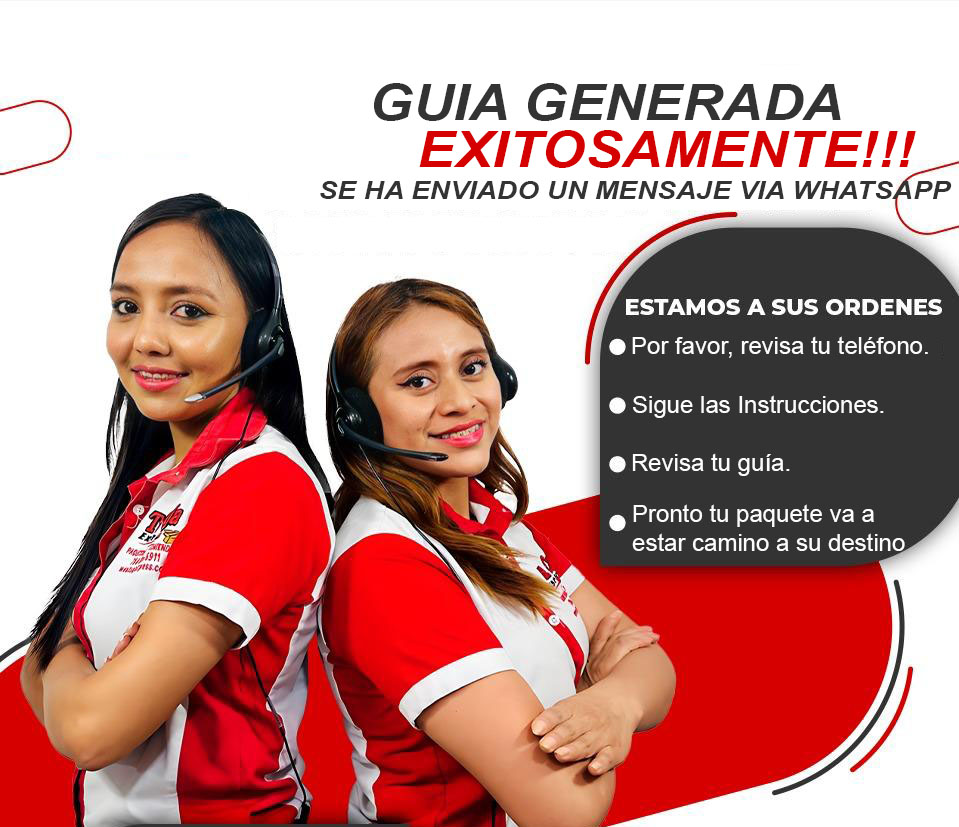 GUIA GENERADA
EXITOSAMENTE!!!
SE HA ENVIADO UN MENSAJE VIA WHATSAPP
ESTAMOS A SUS ORDENES
Por favor, revisa tu teléfono.
Sigue las Instrucciones.
Revisa tu guía.
Pronto tu paquete va a
estar camino a su destino